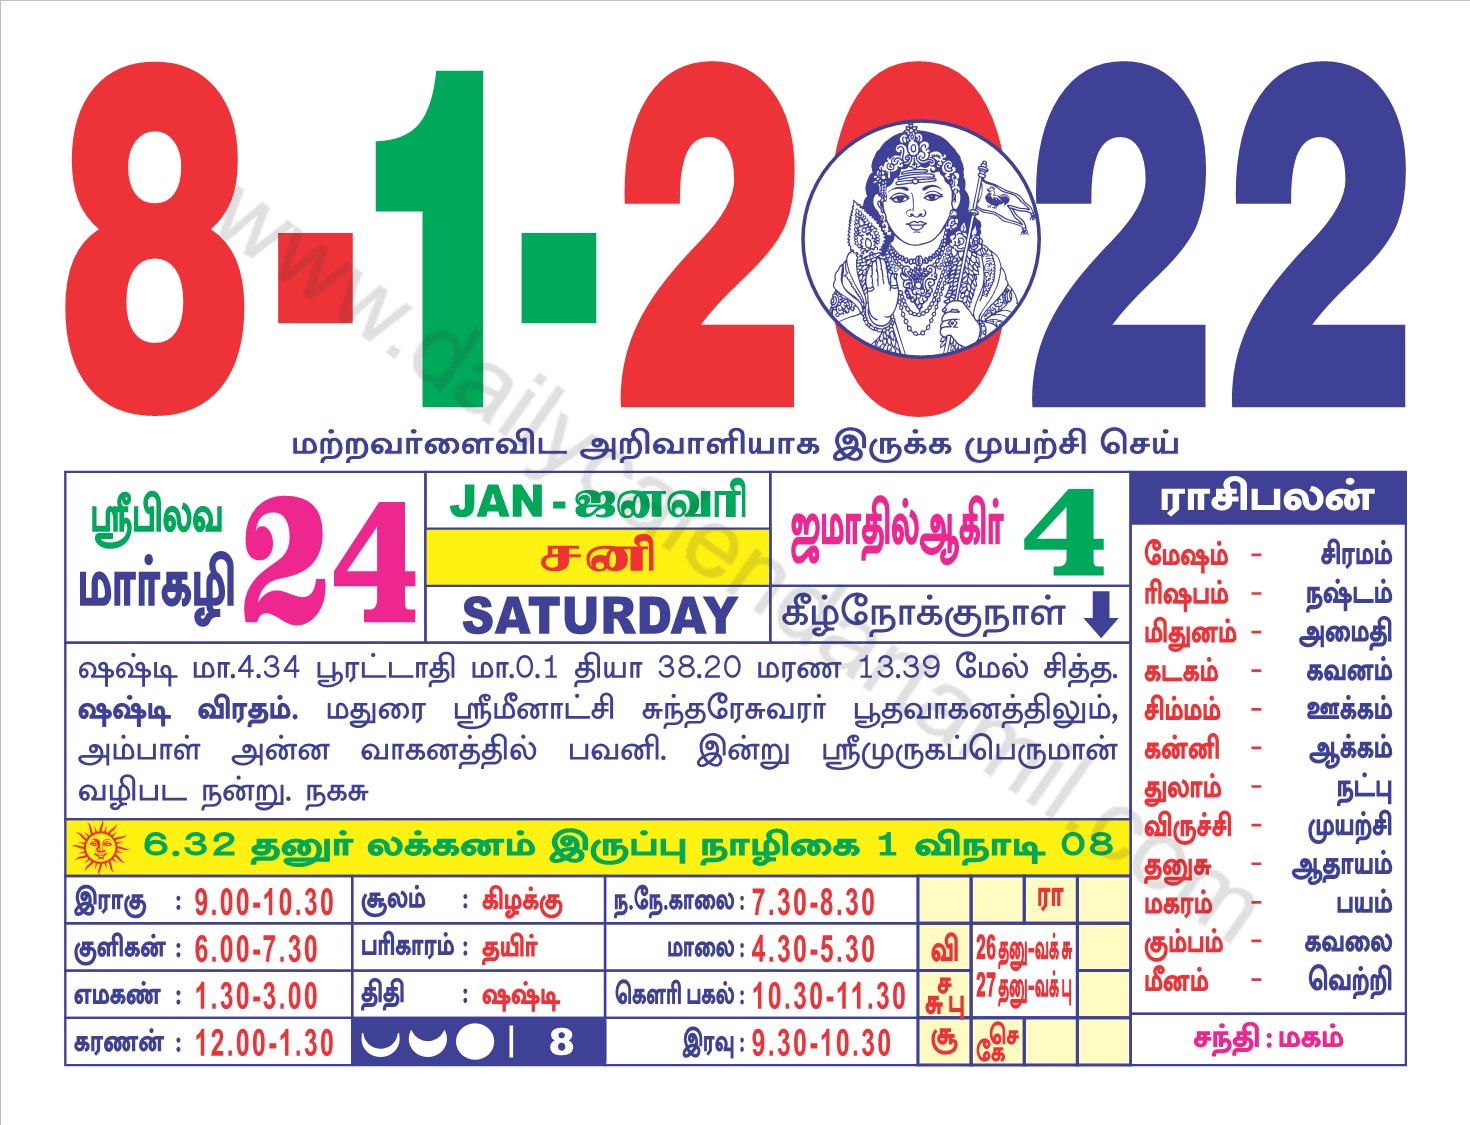 8-1-2022
மற்றவர்ளைவிட அறிவாளியாக இருக்க முயற்சி செய்
ஸ்ரீபிலவ
மார்கழி 24
JAN - ஜனவரி
சனி
SATURDAY
ஜமாதில்ஆகிர் 4
கீழ்நோக்குநாள்
ஷஷ்டி மா.4.34 பூரட்டாதி மா.0.1 தியா 38.20 மரண 13.39 மேல் சித்த.
ஷஷ்டி விரதம். மதுரை ஸ்ரீமீனாட்சி சுந்தரேசுவரர் பூதவாகனத்திலும்,
அம்பாள் அன்ன வாகனத்தில் பவனி. இன்று ஸ்ரீமுருகப்பெருமான்
வழிபட நன்று. நகசு
6.32 தனுர் லக்கனம் இருப்பு நாழிகை 1 விநாடி 08
இராகு : 9.00-10.30
குளிகன் : 6.00-7.30
எமகண் : 1.30-3.00
கரணன் : 12.00-1.30
சூலம் : கிழக்கு
பரிகாரம் : தயிர்
திதி : ஷஷ்டி
8
ந.நே.காலை : 7.30-8.30
மாலை : 4.30-5.30
கௌரி பகல் : 10.30-11.30
இரவு : 9.30-10.30
ரா
வி
26 தனு-வக்சு
ச
சு பு
27 தனு-வக்பு
சூ
செ
கே
ராசிபலன்
மேஷம் - சிரமம்
ரிஷபம் - நஷ்டம்
மிதுனம் - அமைதி
கடகம் - கவனம்
சிம்மம் - ஊக்கம்
கன்னி - ஆக்கம்
துலாம் - நட்பு
விருச்சி - முயற்சி
தனுசு - ஆதாயம்
மகரம் - பயம்
கும்பம் - கவலை
மீனம் - வெற்றி
சந்தி : மகம்
www.dailycalendartamil.com